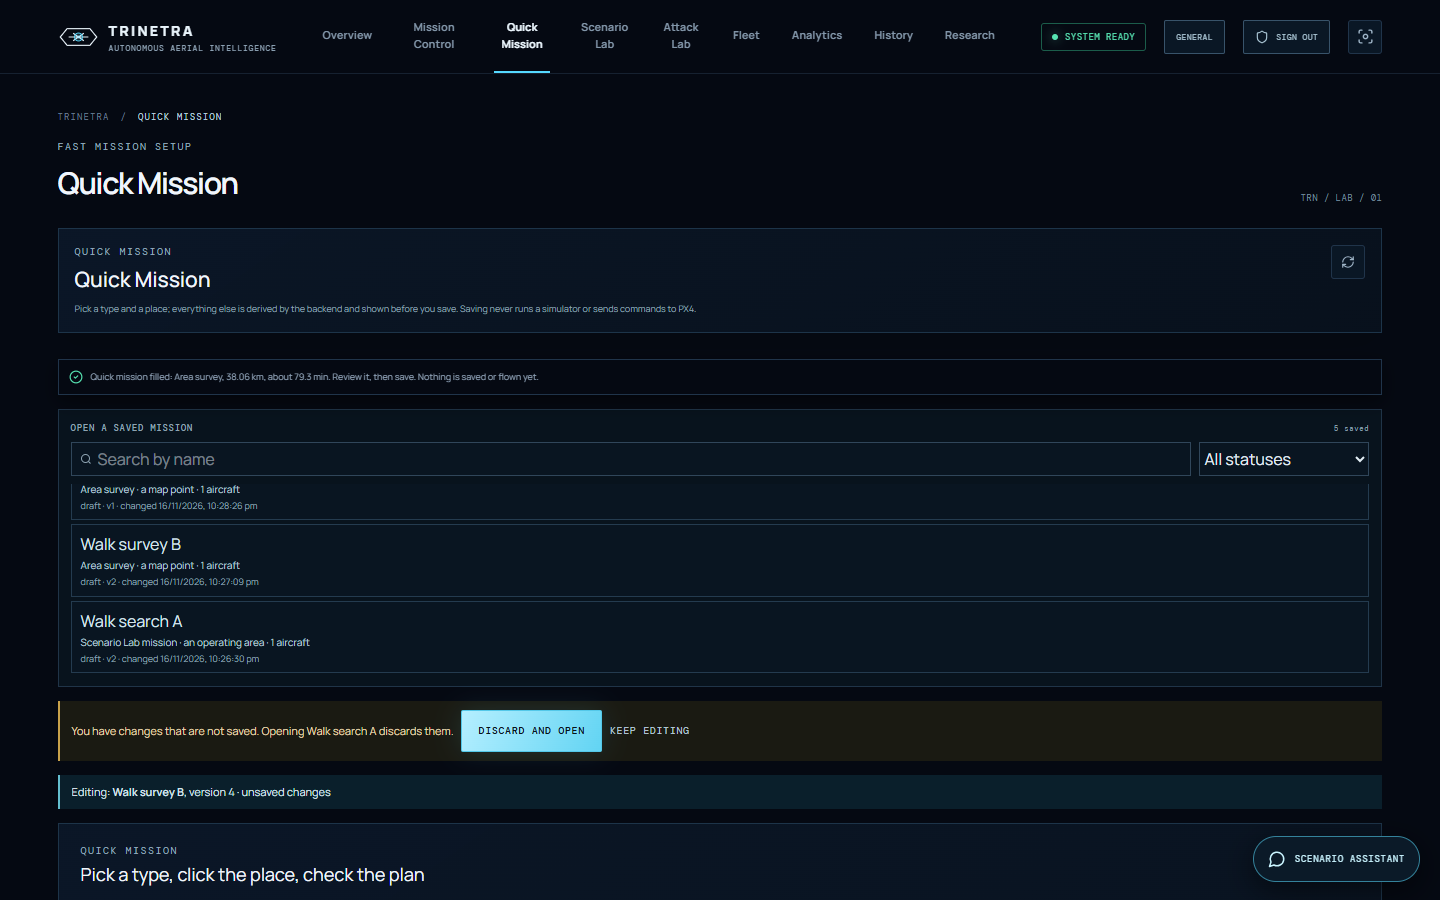 TRINETRA
AUTONOMOUS AERIAL INTELLIGENCE
Overview
Mission Control
Quick Mission
Scenario Lab
Attack Lab
Fleet
Analytics
History
Research
SYSTEM READY
GENERAL
SIGN OUT
TRINETRA / QUICK MISSION
FAST MISSION SETUP
Quick Mission
TRN / LAB / 01
QUICK MISSION
Quick Mission
Pick a type and a place; everything else is derived by the backend and shown before you save. Saving never runs a simulator or sends commands to PX4.
Quick mission filled: Area survey, 38.06 km, about 79.3 min. Review it, then save. Nothing is saved or flown yet.
OPEN A SAVED MISSION
5 saved
Search by name
All statuses
Area survey · a map point · 1 aircraft
draft · v1 · changed 16/11/2026, 10:28:26 pm
Walk survey B
Area survey · a map point · 1 aircraft
draft · v2 · changed 16/11/2026, 10:27:09 pm
Walk search A
Scenario Lab mission · an operating area · 1 aircraft
draft · v2 · changed 16/11/2026, 10:26:30 pm
You have changes that are not saved. Opening Walk search A discards them.
DISCARD AND OPEN
KEEP EDITING
Editing: Walk survey B, version 4 · unsaved changes
QUICK MISSION
Pick a type, click the place, check the plan
SCENARIO ASSISTANT